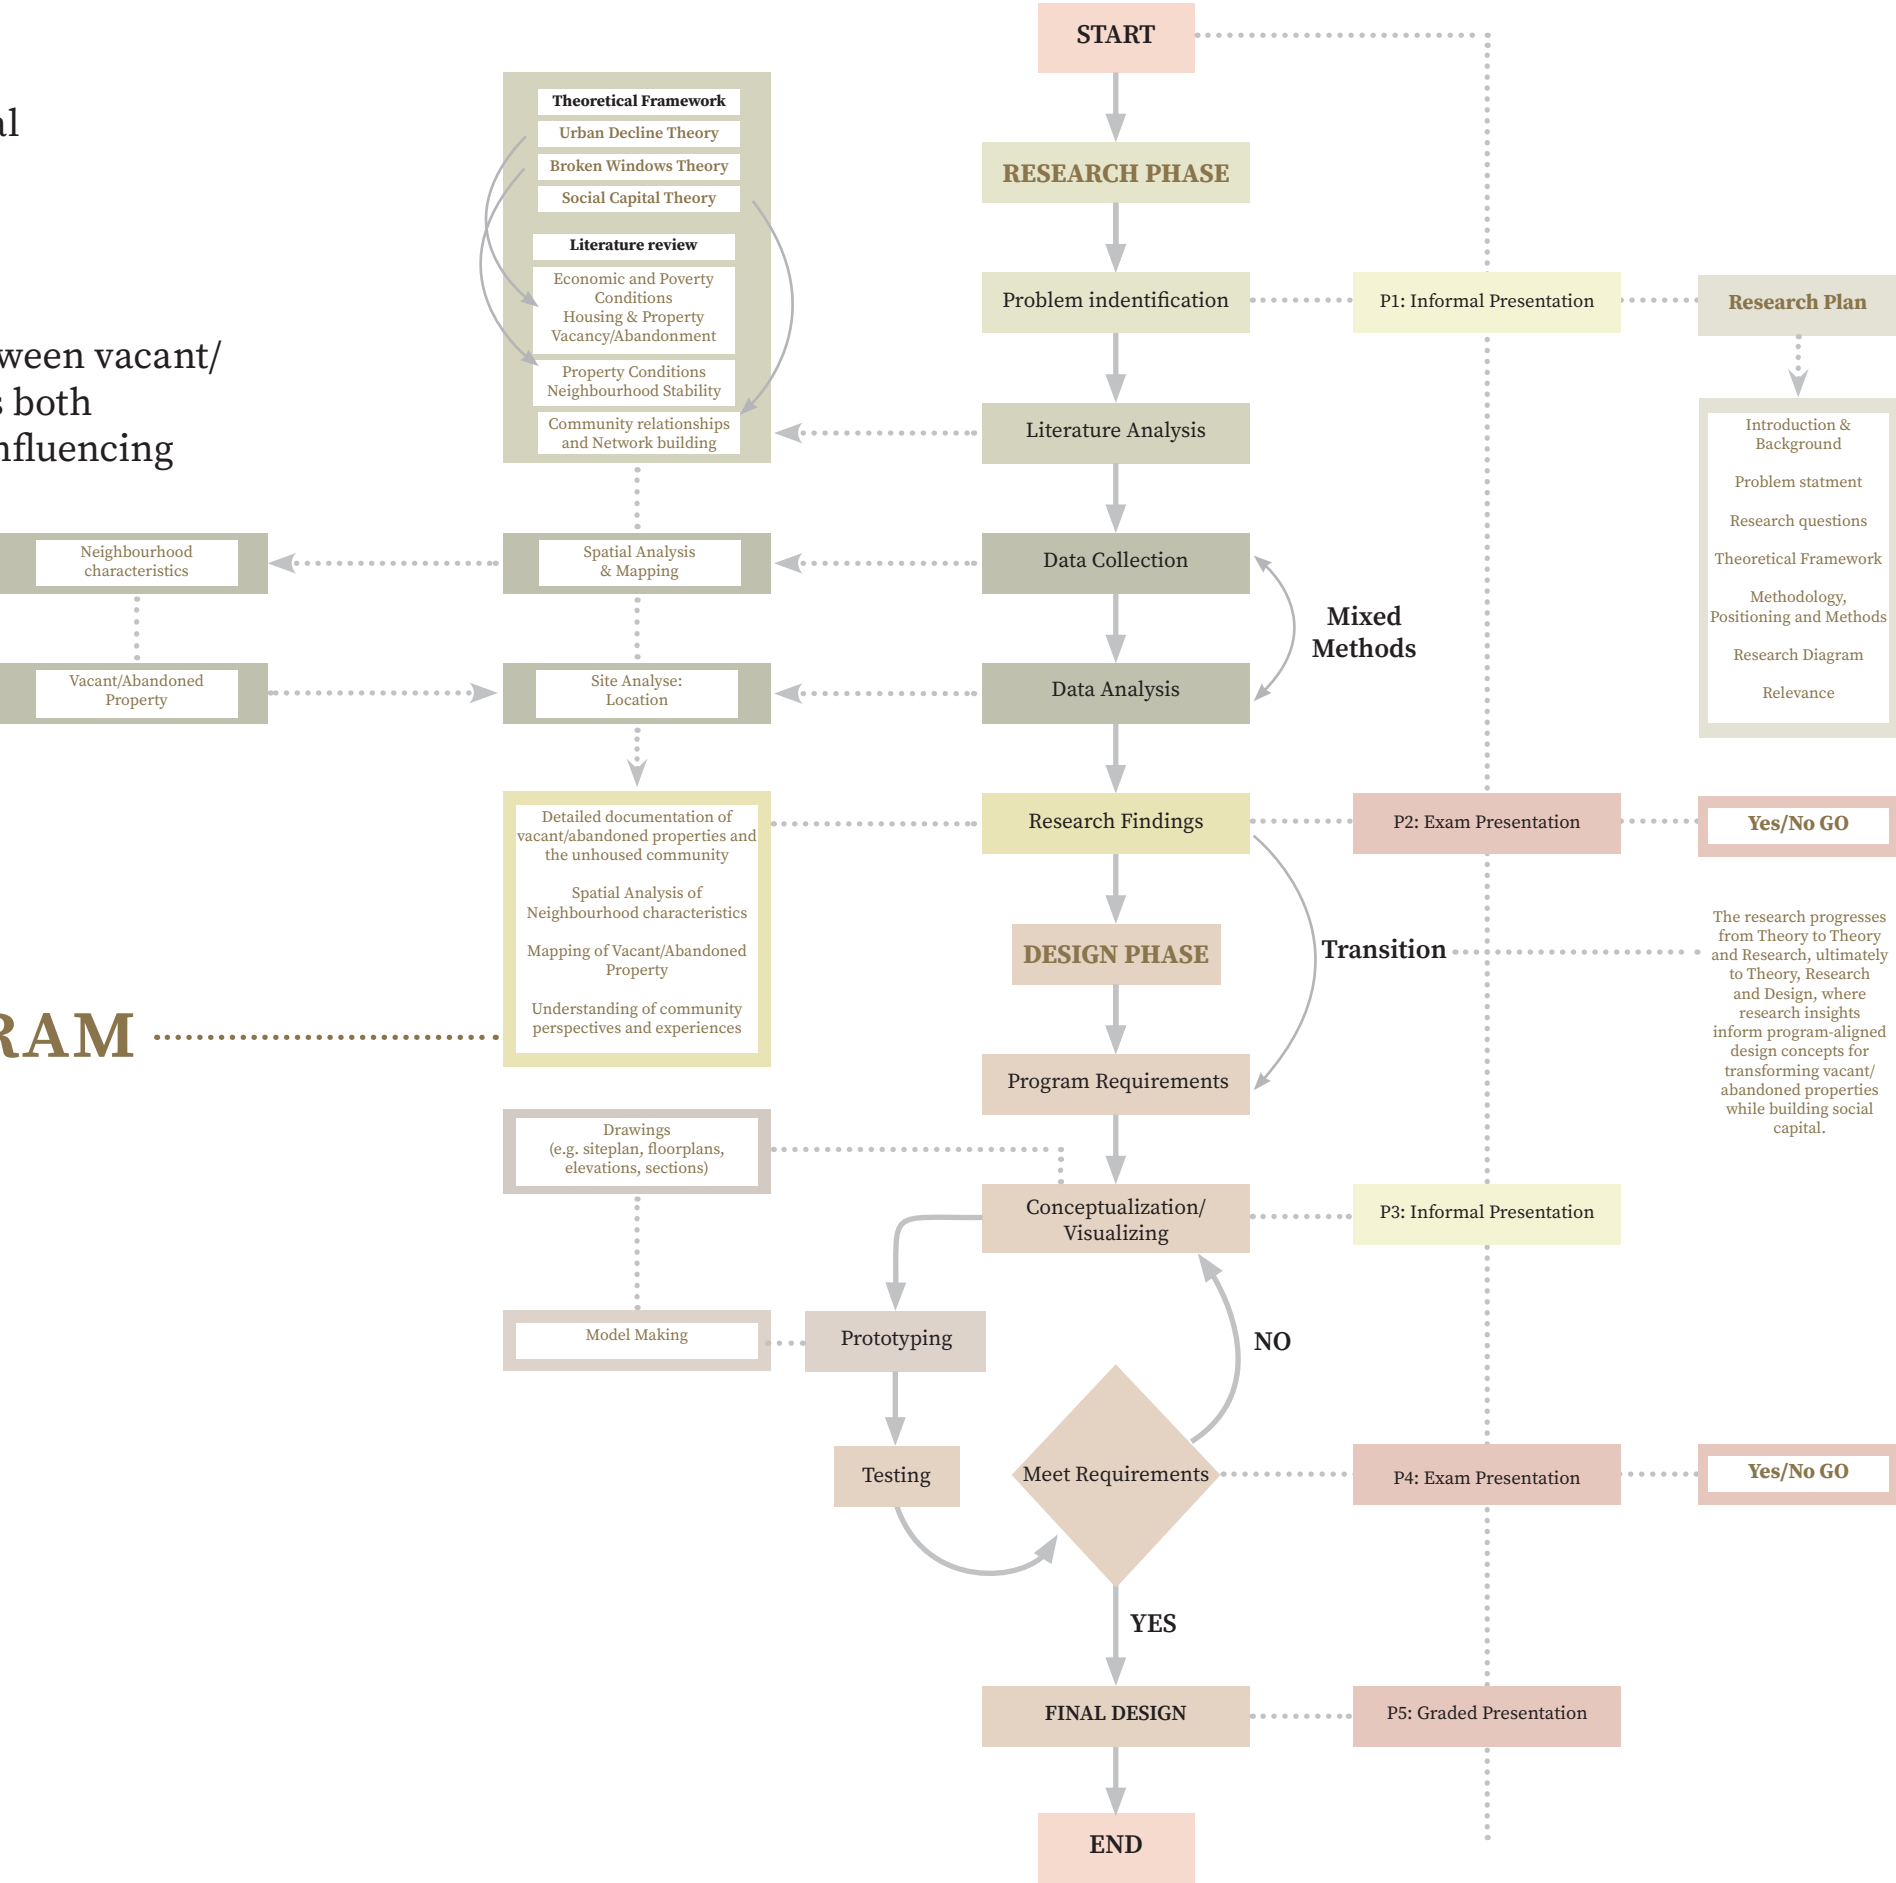 al
ween vacant/
s both
nfluencing
RAM
START
RESEARCH PHASE
Problem indentification
Literature Analysis
Data Collection
Data Analysis
Mixed
Methods
Research Findings
DESIGN PHASE
Transition
Program Requirements
Conceptualization/
Visualizing
Prototyping
Testing
Meet Requirements
NO
YES
FINAL DESIGN
END
Theoretical Framework
Urban Decline Theory
Broken Windows Theory
Social Capital Theory
Literature review
Economic and Poverty
Conditions
Housing & Property
Vacancy/Abandonment
Property Conditions
Neighbourhood Stability
Community relationships
and Network building
Neighbourhood
characteristics
Spatial Analysis
& Mapping
Vacant/Abandoned
Property
Site Analyse:
Location
Detailed documentation of
vacant/abandoned properties and
the unhoused community
Spatial Analysis of
Neighbourhood characteristics
Mapping of Vacant/Abandoned
Property
Understanding of community
perspectives and experiences
Drawings
(e.g. siteplan, floorplans,
elevations, sections)
Model Making
P1: Informal Presentation
P2: Exam Presentation
P3: Informal Presentation
P4: Exam Presentation
P5: Graded Presentation
Research Plan
Introduction &
Background
Problem statment
Research questions
Theoretical Framework
Methodology,
Positioning and Methods
Research Diagram
Relevance
Yes/No GO
The research progresses
from Theory to Theory
and Research, ultimately
to Theory, Research
and Design, where
research insights
inform program-aligned
design concepts for
transforming vacant/
abandoned properties
while building social
capital.
Yes/No GO